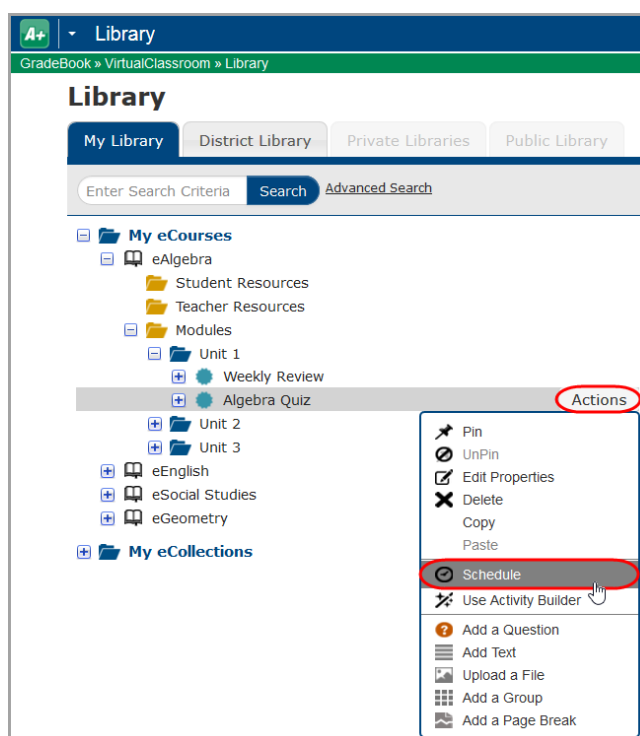 A+ Library
GradeBook » VirtualClassroom » Library
Library
My Library District Library Private Libraries Public Library
Enter Search Criteria Search Advanced Search
My eCourses
eAlgebra
Student Resources
Teacher Resources
Modules
Unit 1
Weekly Review
Algebra Quiz Actions
Unit 2
Unit 3
eEnglish
eSocial Studies
eGeometry
My eCollections
Pin
UnPin
Edit Properties
Delete
Copy
Paste
Schedule
Use Activity Builder
Add a Question
Add Text
Upload a File
Add a Group
Add a Page Break